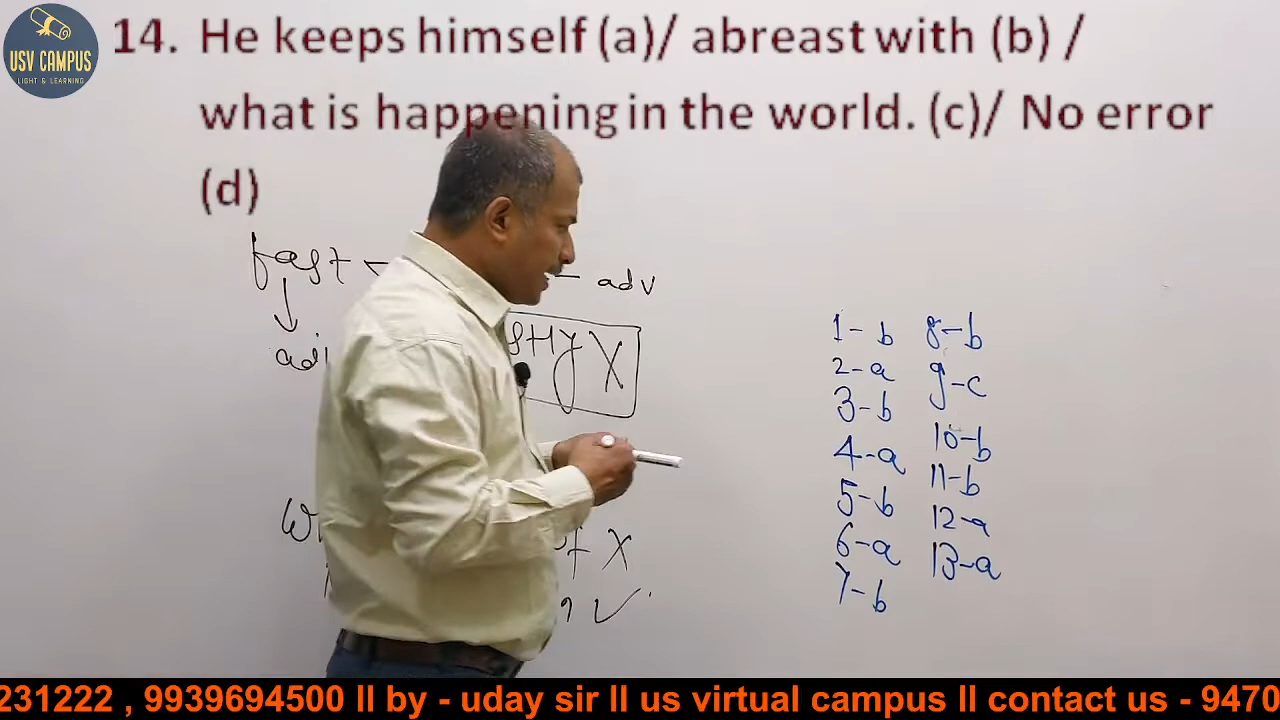 USV CAMPUS
LIGHT & LEARNING
14. He keeps himself (a)/ abreast with (b) /
what is happening in the world. (c)/ No error
(d)
fast
adv
X
1-b
2-a
3-b
4-a
5-b
6-a
7-b
8-b
9-c
10-b
11-b
12-a
13-a
X
231222 , 9939694500 ll by - uday sir ll us virtual campus ll contact us - 9470